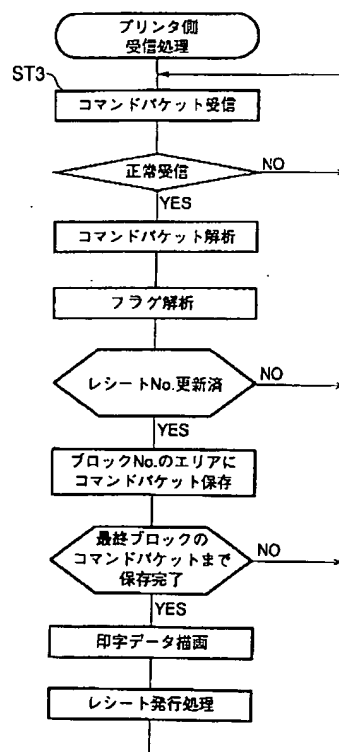 プリンタ側
受信処理
ST3
コマンドパケット受信
正常受信
NO
YES
コマンドパケット解析
フラグ解析
レシートNo.更新済
NO
YES
ブロックNo.のエリアに
コマンドパケット保存
最終ブロックの
コマンドパケットまで
保存完了
NO
YES
印字データ描画
レシート発行処理